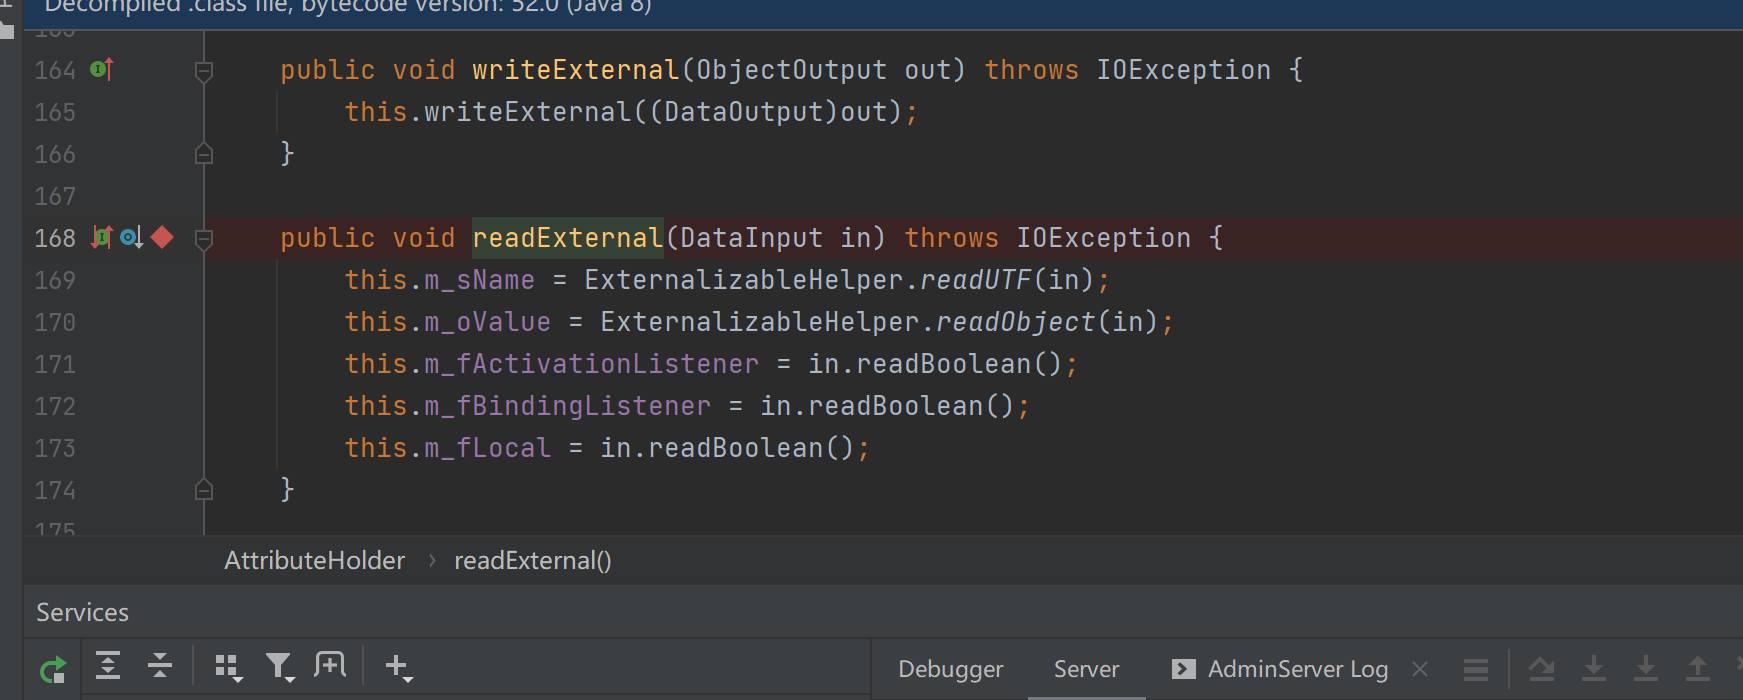 Decompiled .class file, bytecode version: 52.0 (Java 8)
163
164 public void writeExternal(ObjectOutput out) throws IOException {
165 this.writeExternal((DataOutput)out);
166 }
167
168 public void readExternal(DataInput in) throws IOException {
169 this.m_sName = ExternalizableHelper.readUTF(in);
170 this.m_oValue = ExternalizableHelper.readObject(in);
171 this.m_fActivationListener = in.readBoolean();
172 this.m_fBindingListener = in.readBoolean();
173 this.m_fLocal = in.readBoolean();
174 }
175
AttributeHolder › readExternal()
Services
Debugger Server AdminServer Log